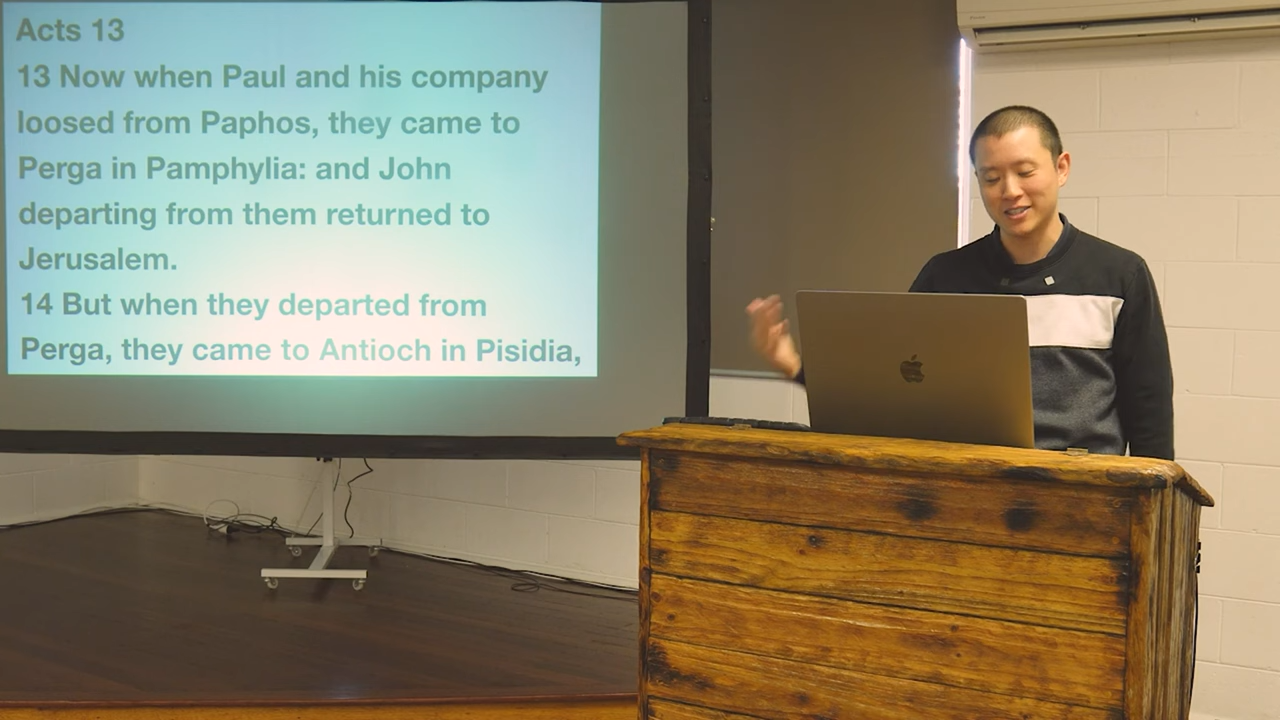 Acts 13
13 Now when Paul and his company
loosed from Paphos, they came to
Perga in Pamphylia: and John
departing from them returned to
Jerusalem.
14 But when they departed from
Perga, they came to Antioch in Pisidia,